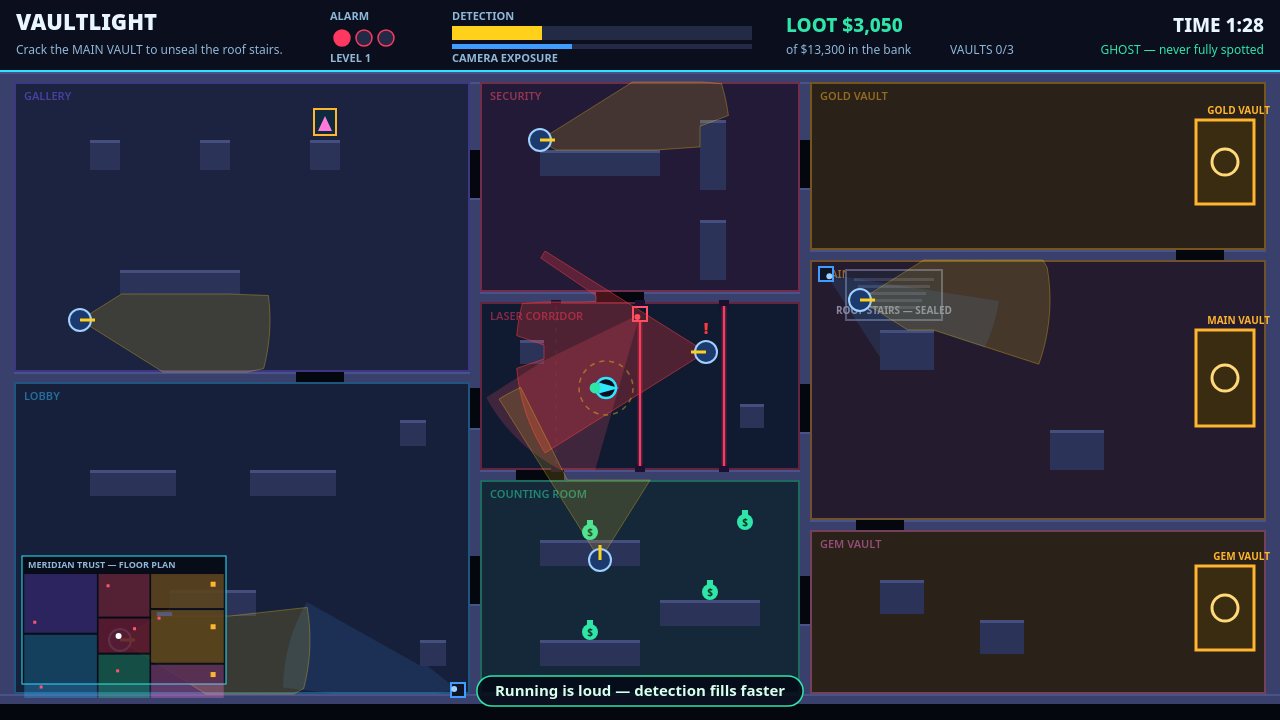 VAULTLIGHT
Crack the MAIN VAULT to unseal the roof stairs.
ALARM
LEVEL 1
DETECTION
CAMERA EXPOSURE
LOOT $3,050
of $13,300 in the bank
VAULTS 0/3
TIME 1:28
GHOST — never fully spotted
GALLERY
SECURITY
GOLD VAULT
GOLD VAULT
ROOF STAIRS — SEALED
MAIN VAULT
LASER CORRIDOR
!
LOBBY
COUNTING ROOM
$
$
$
$
GEM VAULT
GEM VAULT
MERIDIAN TRUST — FLOOR PLAN
Running is loud — detection fills faster